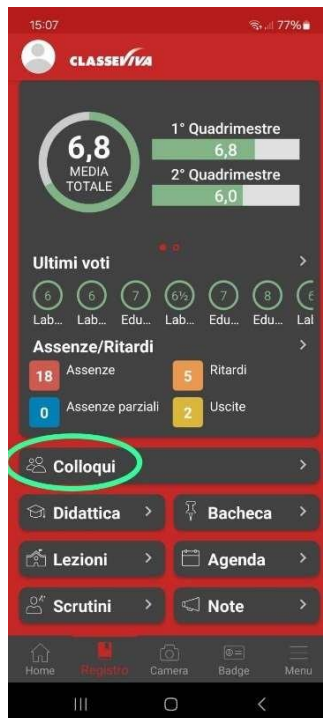 15:07
77%
CLASSEVIVA
6,8
MEDIA
TOTALE
1° Quadrimestre
6,8
2° Quadrimestre
6,0
Ultimi voti
6 6 7 6½ 7 8
Lab... Lab... Edu... Lab... Edu... Edu... Lal
Assenze/Ritardi
18 Assenze 5 Ritardi
0 Assenze parziali 2 Uscite
Colloqui
Didattica Bacheca
Lezioni Agenda
Scrutini Note
Home Registro Camera Badge Menu